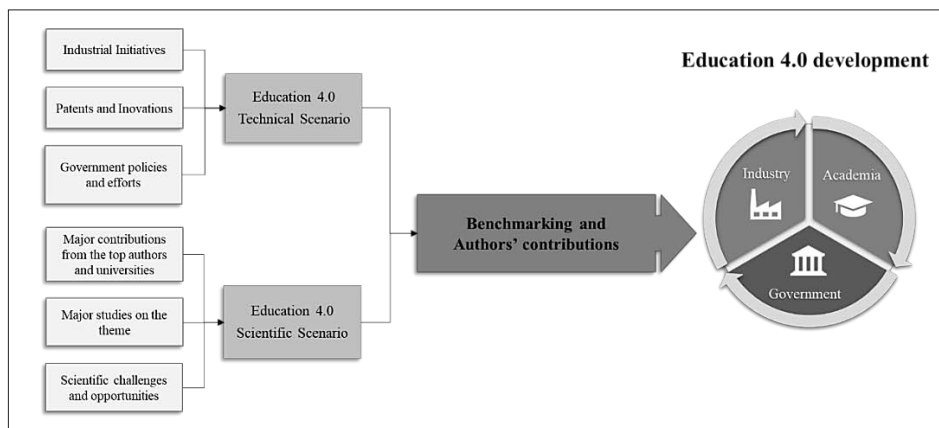 Industrial Initiatives
Patents and Inovations
Government policies
and efforts
Major contributions
from the top authors
and universities
Major studies on the
theme
Scientific challenges
and opportunities
Education 4.0
Technical Scenario
Education 4.0
Scientific Scenario
Benchmarking and
Authors' contributions
Education 4.0 development
Industry
Academia
Government